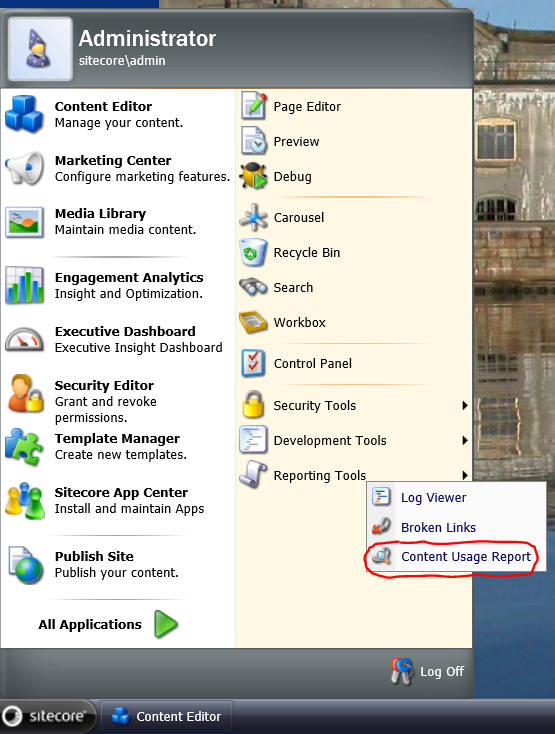 Administrator
sitecore\admin
Content Editor
Manage your content.
Marketing Center
Configure marketing features.
Media Library
Maintain media content.
Engagement Analytics
Insight and Optimization.
Executive Dashboard
Executive Insight Dashboard
Security Editor
Grant and revoke
permissions.
Template Manager
Create new templates.
Sitecore App Center
Install and maintain Apps
Publish Site
Publish your content.
All Applications
Page Editor
Preview
Debug
Carousel
Recycle Bin
Search
Workbox
Control Panel
Security Tools
Development Tools
Reporting Tools
Log Viewer
Broken Links
Content Usage Report
Log Off
sitecore
Content Editor